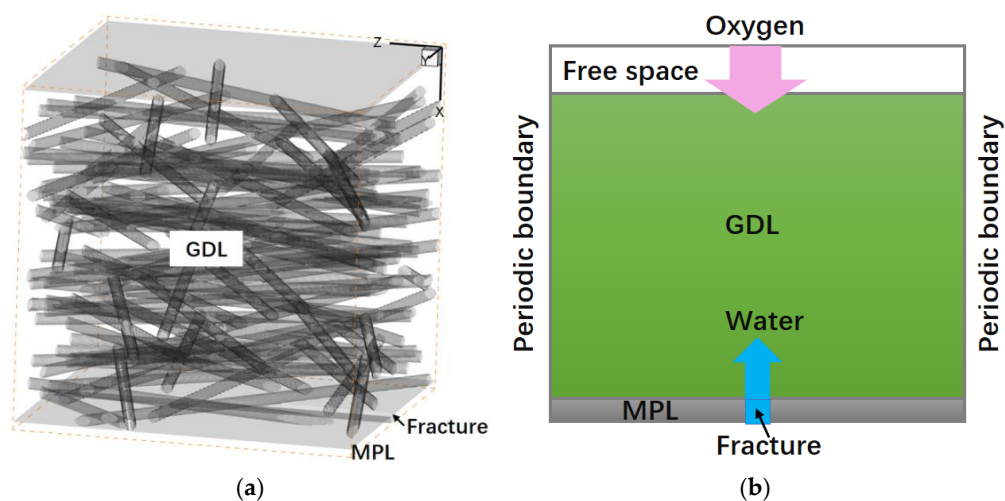 Z
Y
X
GDL
Fracture
MPL
(a)
Oxygen
Free space
Periodic boundary
GDL
Water
Periodic boundary
MPL
Fracture
(b)